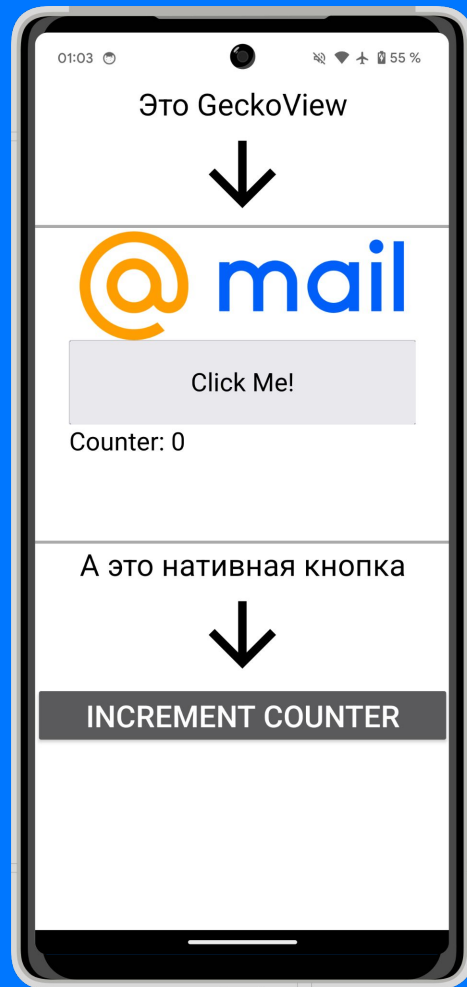 01:03 55 %
Это GeckoView
@ mail
Click Me!
Counter: 0
А это нативная кнопка
INCREMENT COUNTER